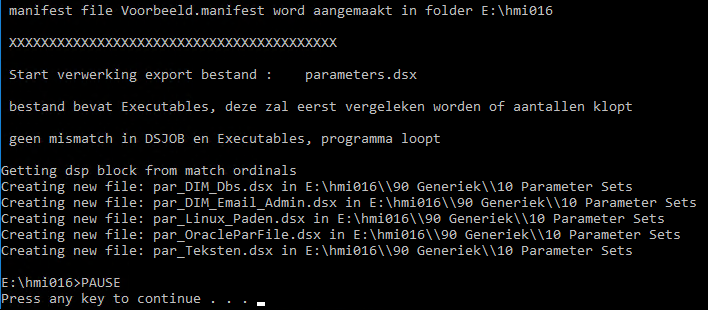 manifest file Voorbeeld.manifest word aangemaakt in folder E:\hmi016
XXXXXXXXXXXXXXXXXXXXXXXXXXXXXXXXXXXXXXXXX
Start verwerking export bestand :    parameters.dsx
bestand bevat Executables, deze zal eerst vergeleken worden of aantallen klopt
geen mismatch in DSJOB en Executables, programma loopt
Getting dsp block from match ordinals
Creating new file: par_DIM_Dbs.dsx in E:\hmi016\\90 Generiek\\10 Parameter Sets
Creating new file: par_DIM_Email_Admin.dsx in E:\hmi016\\90 Generiek\\10 Parameter Sets
Creating new file: par_Linux_Paden.dsx in E:\hmi016\\90 Generiek\\10 Parameter Sets
Creating new file: par_OracleParFile.dsx in E:\hmi016\\90 Generiek\\10 Parameter Sets
Creating new file: par_Teksten.dsx in E:\hmi016\\90 Generiek\\10 Parameter Sets
E:\hmi016>PAUSE
Press any key to continue . . .